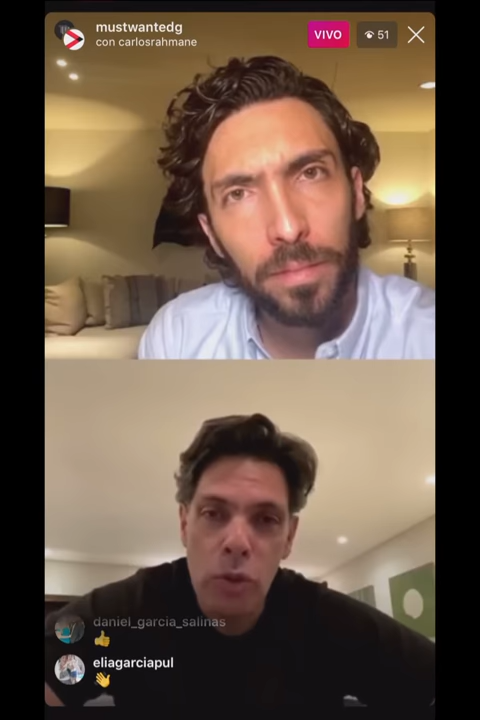 mustwantedg
con carlosrahmane
VIVO
51
daniel_garcia_salinas
👍
eliagarciapul
👋